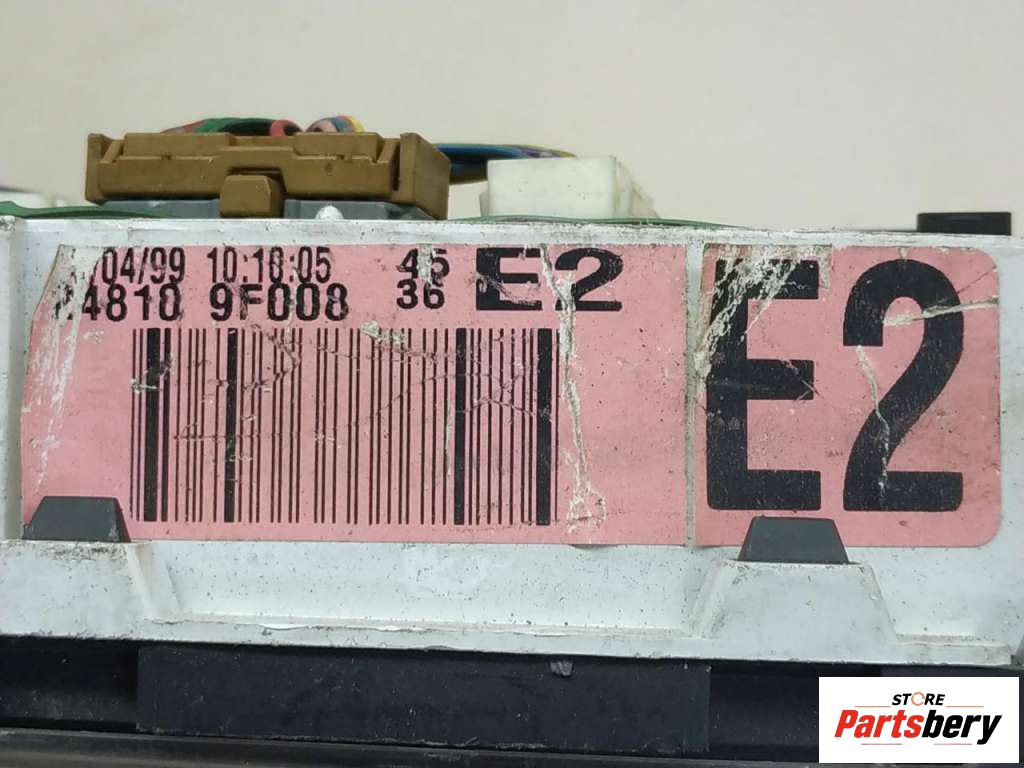 /04/99 10:18:05 45 E2
4810 9F008 36
E2
STORE
Partsbery